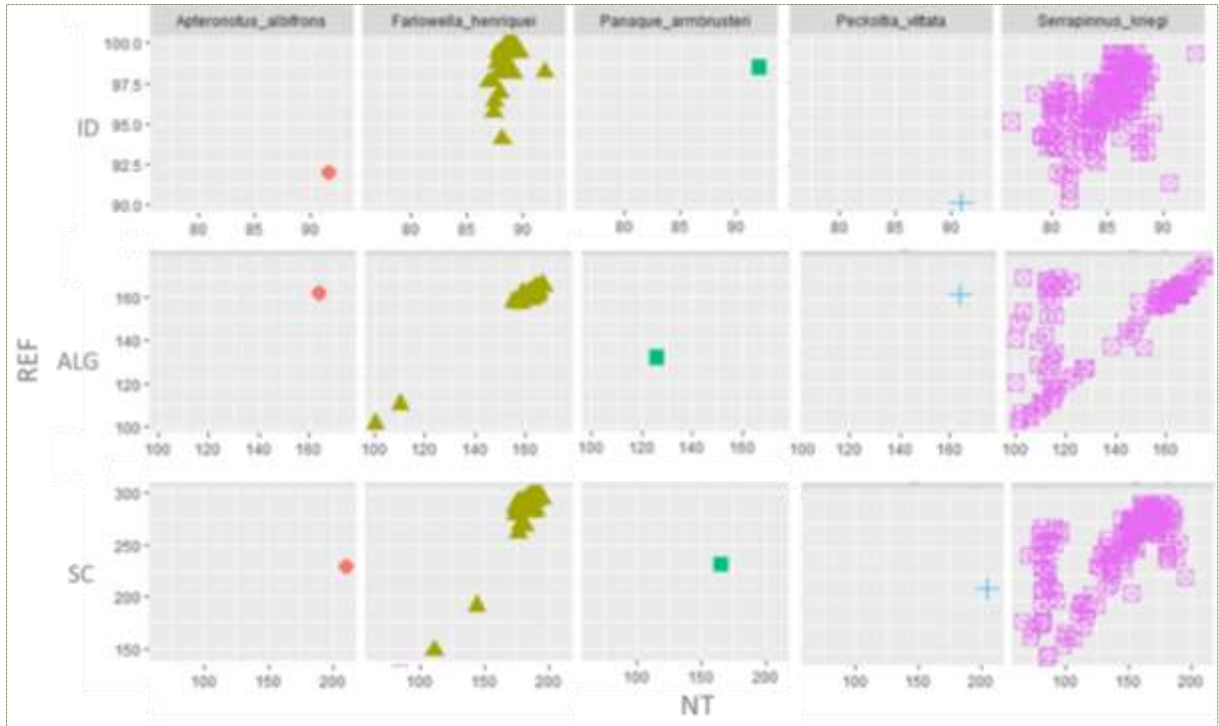 Apteronotus_albifrons Farlowella_henriquei Panaque_armbrusteri Peckoltia_vittata Serrapinnus_kriegi
100.0
97.5
ID
95.0
92.5
90.0
80 85 90 80 85 90 80 85 90 80 85 90 80 85 90
160
REF
ALG
140
120
100
100 120 140 160 100 120 140 160 100 120 140 160 100 120 140 160 100 120 140 160
300
250
SC
200
150
100 150 200 100 150 200 100 150 200 100 150 200 100 150 200
NT